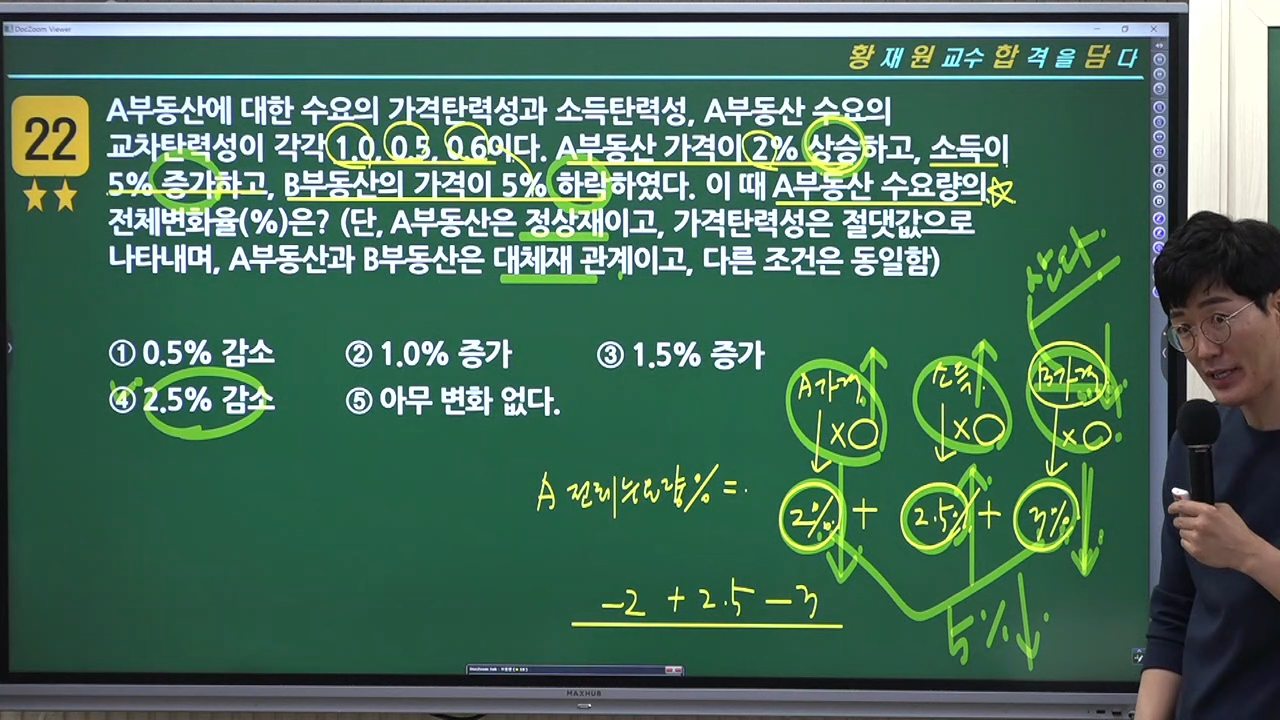 DocZoom Viewer
황재원교수 합격을 담다
22
A부동산에 대한 수요의 가격탄력성과 소득탄력성, A부동산 수요의
교차탄력성이 각각 1.0, 0.5, 0.6이다. A부동산 가격이 2% 상승하고, 소득이
5% 증가하고, B부동산의 가격이 5% 하락하였다. 이 때 A부동산 수요량의
전체변화율(%)은? (단, A부동산은 정상재이고, 가격탄력성은 절댓값으로
나타내며, A부동산과 B부동산은 대체재 관계이고, 다른 조건은 동일함)
① 0.5% 감소 ② 1.0% 증가 ③ 1.5% 증가
④ 2.5% 감소 ⑤ 아무 변화 없다.
A가격 소득 B가격
×○ ×○ ×○
A 전체수요량% = 2% + 2.5% + 3%
-2 + 2.5 - 3
5%
MAXHUB